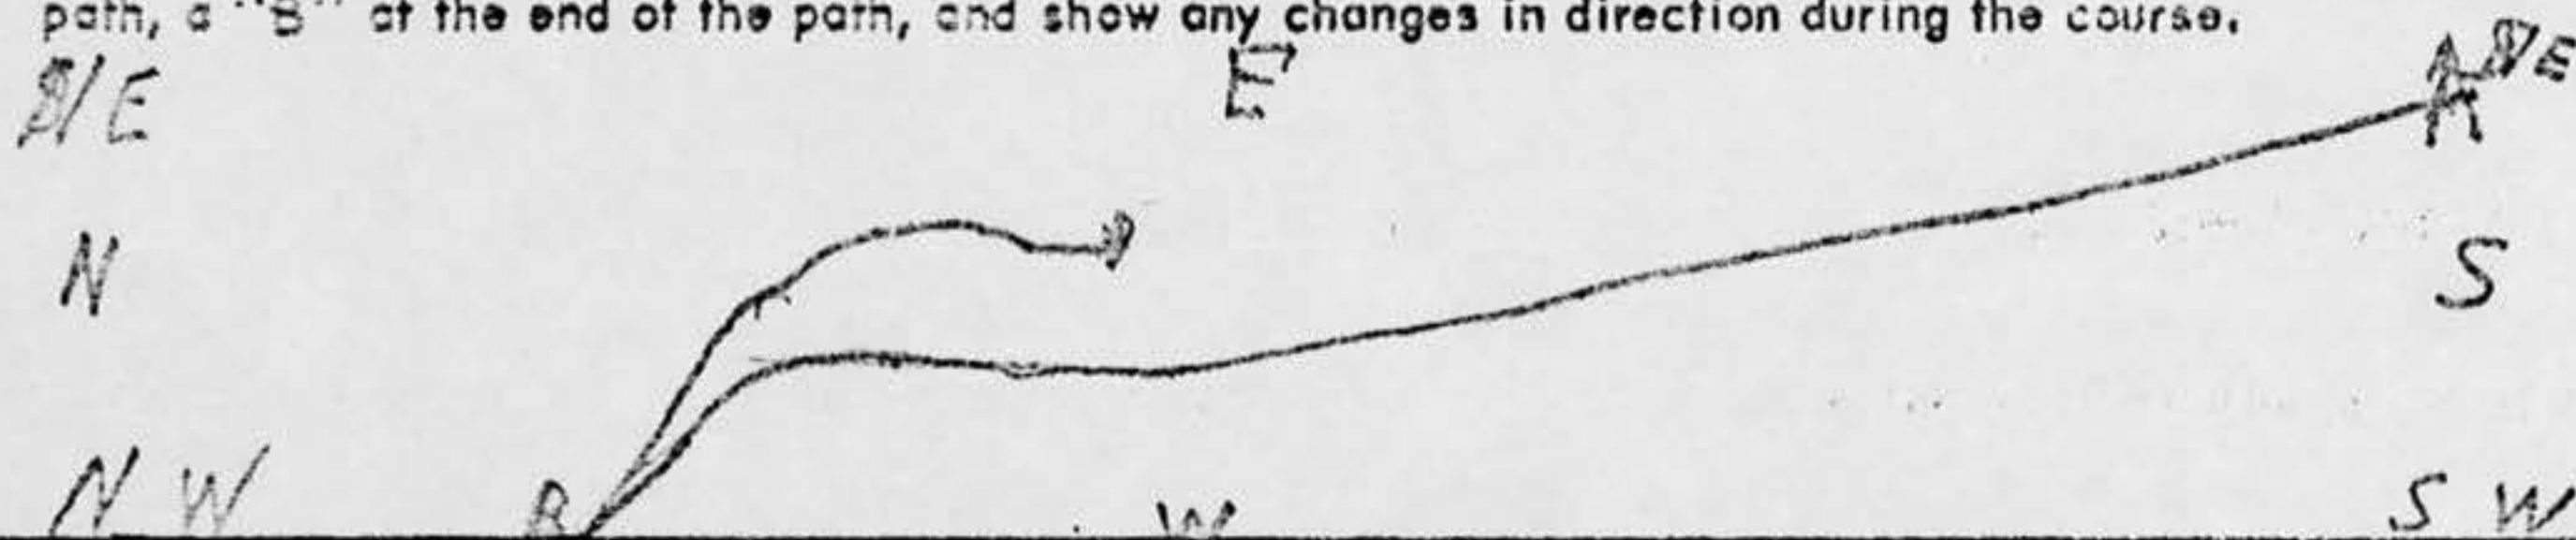 path, a "B" at the end of the path, and show any changes in direction during the course.
N/E E A
N S
N W B W S W